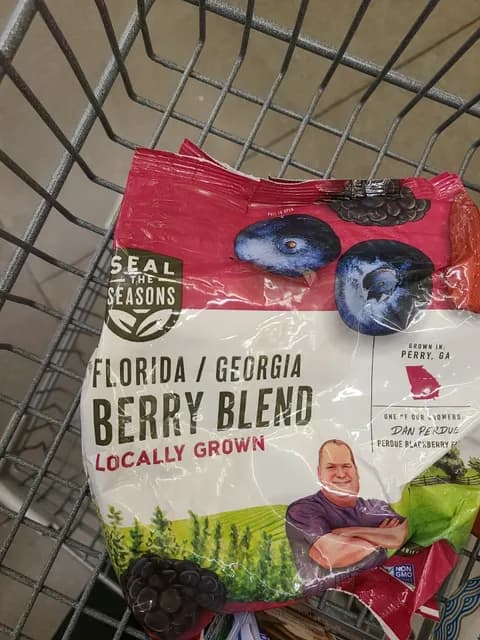 SEAL
THE
SEASONS
FLORIDA / GEORGIA
BERRY BLEND
LOCALLY GROWN
GROWN IN:
PERRY, GA
ONE OF OUR GROWERS
DAN PERDUE
PERDUE BLACKBERRY
NON
GMO